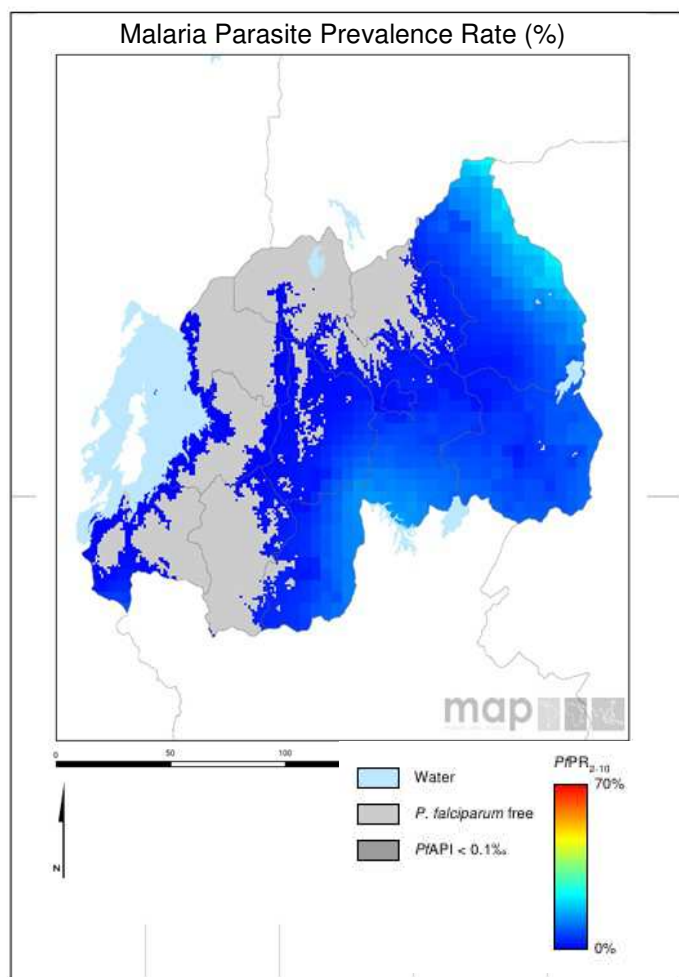 Malaria Parasite Prevalence Rate (%)
map
0 50 100
N
Water
P. falciparum free
PfAPI < 0.1‰
PfPR2-10
70%
0%